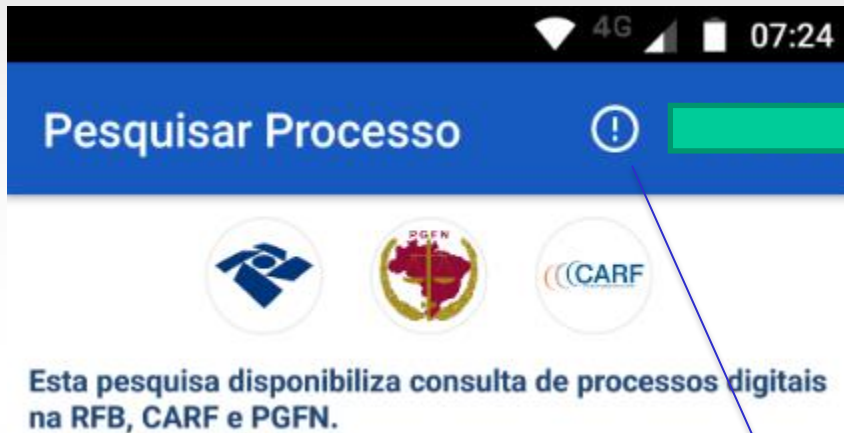 4G 07:24
Pesquisar Processo
PGFN
CARF
Esta pesquisa disponibiliza consulta de processos digitais
na RFB, CARF e PGFN.